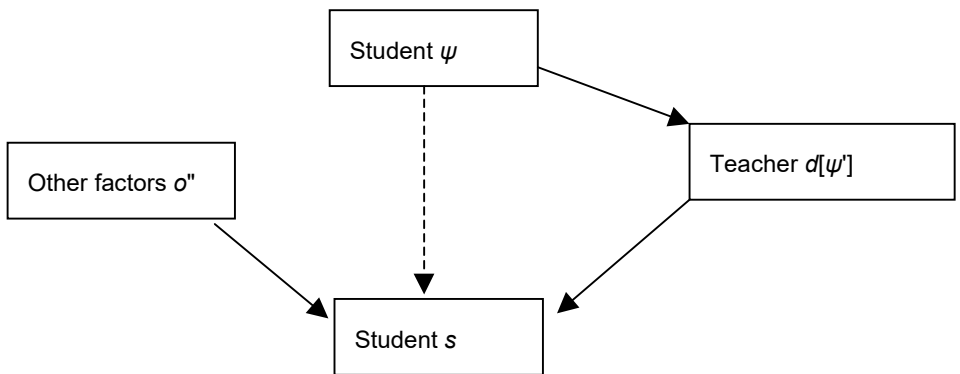 Student ψ
Teacher d[ψ']
Other factors o"
Student s